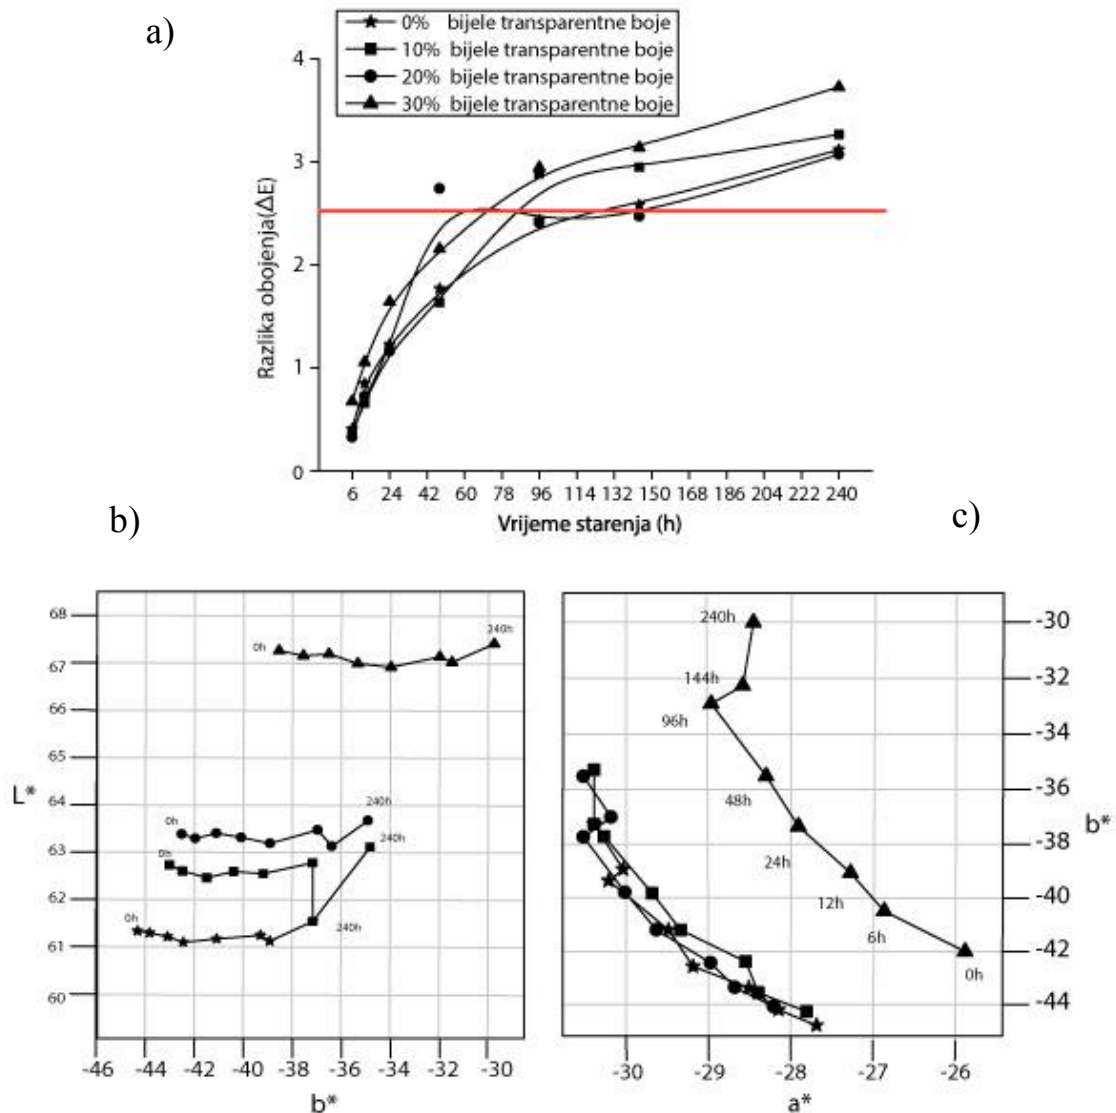 a)
0% bijele transparentne boje
10% bijele transparentne boje
20% bijele transparentne boje
30% bijele transparentne boje
4
3
2
1
0
Razlika obojenja(ΔE)
6 24 42 60 78 96 114 132 150 168 186 204 222 240
Vrijeme starenja (h)
b)
68
67
66
65
64
63
62
61
60
L*
0h
240h
0h
240h
0h
240h
0h
240h
-46 -44 -42 -40 -38 -36 -34 -32 -30
b*
c)
240h
144h
96h
48h
24h
12h
6h
0h
-30
-32
-34
-36
-38
-40
-42
-44
b*
-30 -29 -28 -27 -26
a*